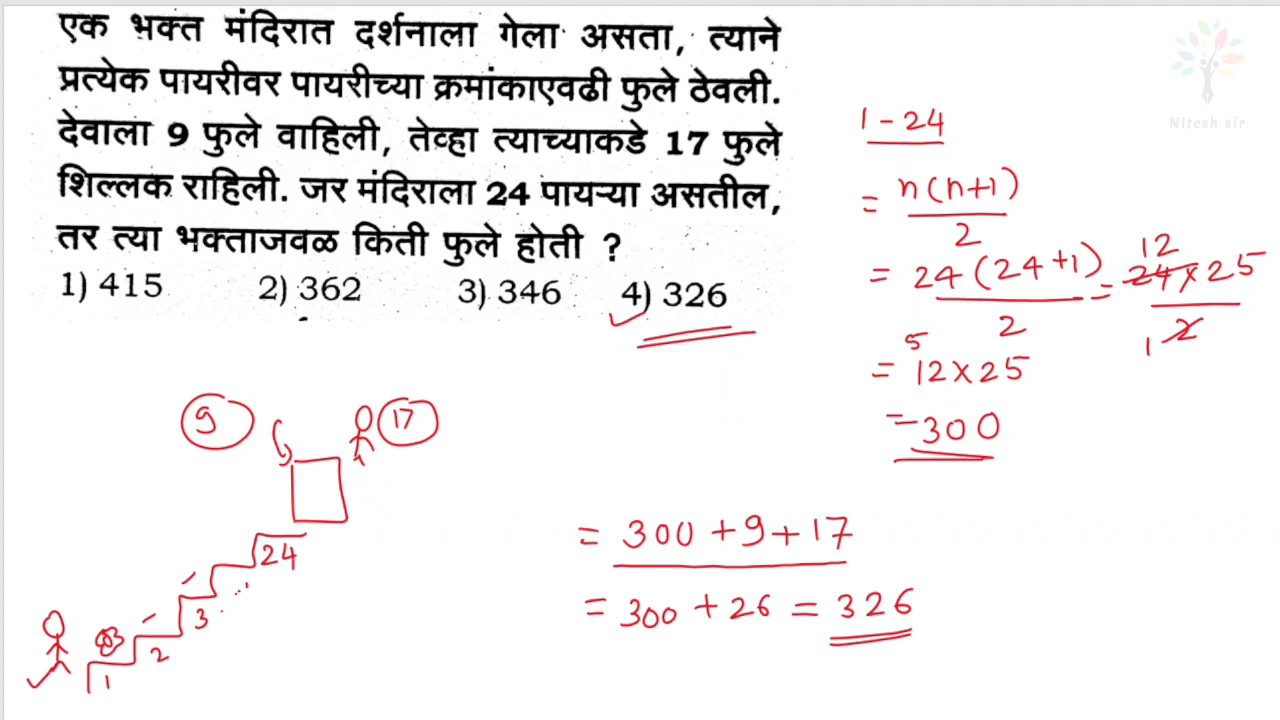 एक भक्त मंदिरात दर्शनाला गेला असता, त्याने
प्रत्येक पायरीवर पायरीच्या क्रमांकाएवढी फुले ठेवली.
देवाला 9 फुले वाहिली, तेव्हा त्याच्याकडे 17 फुले
शिल्लक राहिली. जर मंदिराला 24 पायऱ्या असतील,
तर त्या भक्ताजवळ किती फुले होती ?
1) 415 2) 362 3) 346 4) 326
Nitesh sir
1 - 24
= n(n+1)
2
= 24 (24+1) = 24 × 25
12
2
1 2
5
= 12 × 25
= 300
= 300 + 9 + 17
= 300 + 26 = 326
9
17
24
3
2
1